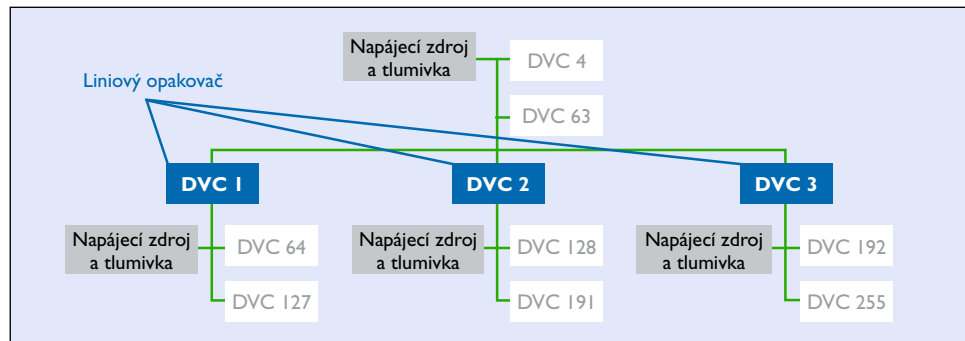 Napájecí zdroj
a tlumivka
DVC 4
Liniový opakovač
DVC 63
DVC 1
DVC 2
DVC 3
Napájecí zdroj
a tlumivka
DVC 64
Napájecí zdroj
a tlumivka
DVC 128
Napájecí zdroj
a tlumivka
DVC 192
DVC 127
DVC 191
DVC 255